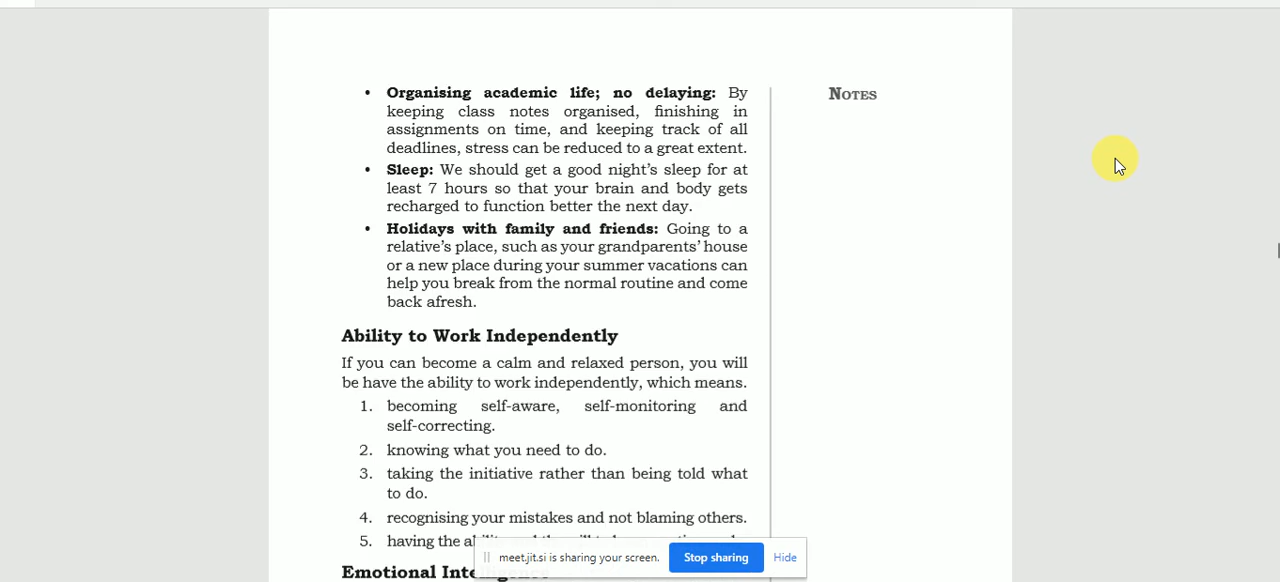 • Organising academic life; no delaying: By
keeping class notes organised, finishing in
assignments on time, and keeping track of all
deadlines, stress can be reduced to a great extent.
• Sleep: We should get a good night's sleep for at
least 7 hours so that your brain and body gets
recharged to function better the next day.
• Holidays with family and friends: Going to a
relative's place, such as your grandparents' house
or a new place during your summer vacations can
help you break from the normal routine and come
back afresh.
NOTES
Ability to Work Independently
If you can become a calm and relaxed person, you will
be have the ability to work independently, which means.
1. becoming self-aware, self-monitoring and
self-correcting.
2. knowing what you need to do.
3. taking the initiative rather than being told what
to do.
4. recognising your mistakes and not blaming others.
5. having the
Emotional
meet.jit.si is sharing your screen. Stop sharing Hide